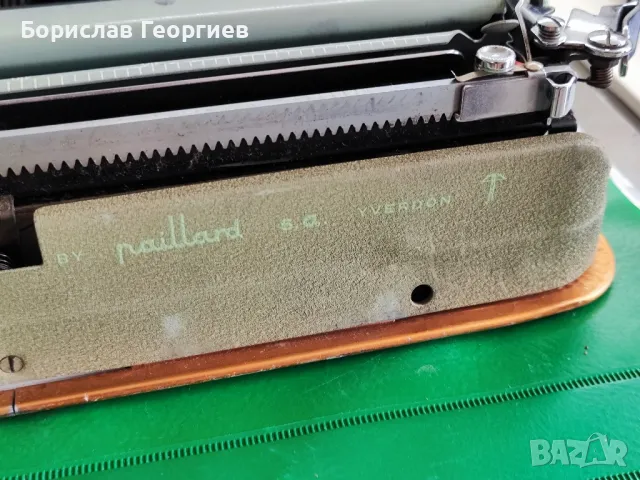 Борислав Георгиев
BY paillard s.a. YVERDON
BAZAR